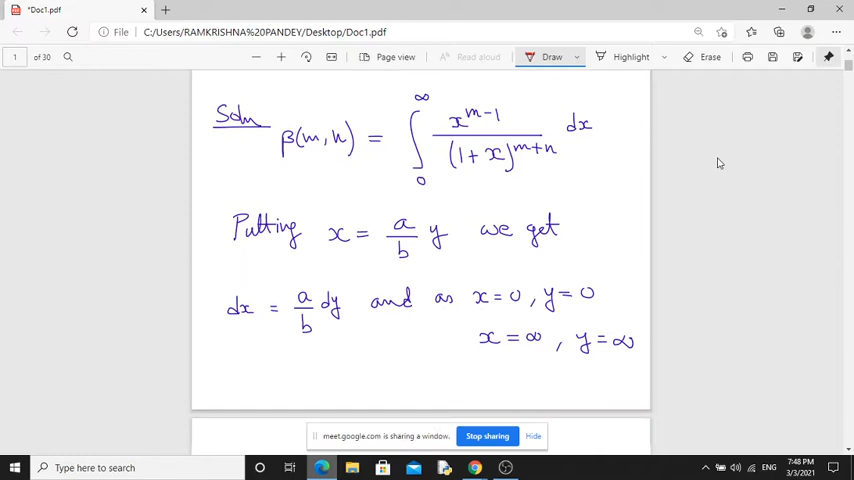 *Doc1.pdf
File C:/Users/RAMKRISHNA%20PANDEY/Desktop/Doc1.pdf
1 of 30 Page view Read aloud Draw Highlight Erase
Soln β(m,n) = ∫₀^∞ x^(m-1) / (1+x)^(m+n) dx
Putting x = a/b y we get
dx = a/b dy and as x=0, y=0
x=∞, y=∞
meet.google.com is sharing a window. Stop sharing Hide
Type here to search
ENG
7:48 PM
3/3/2021